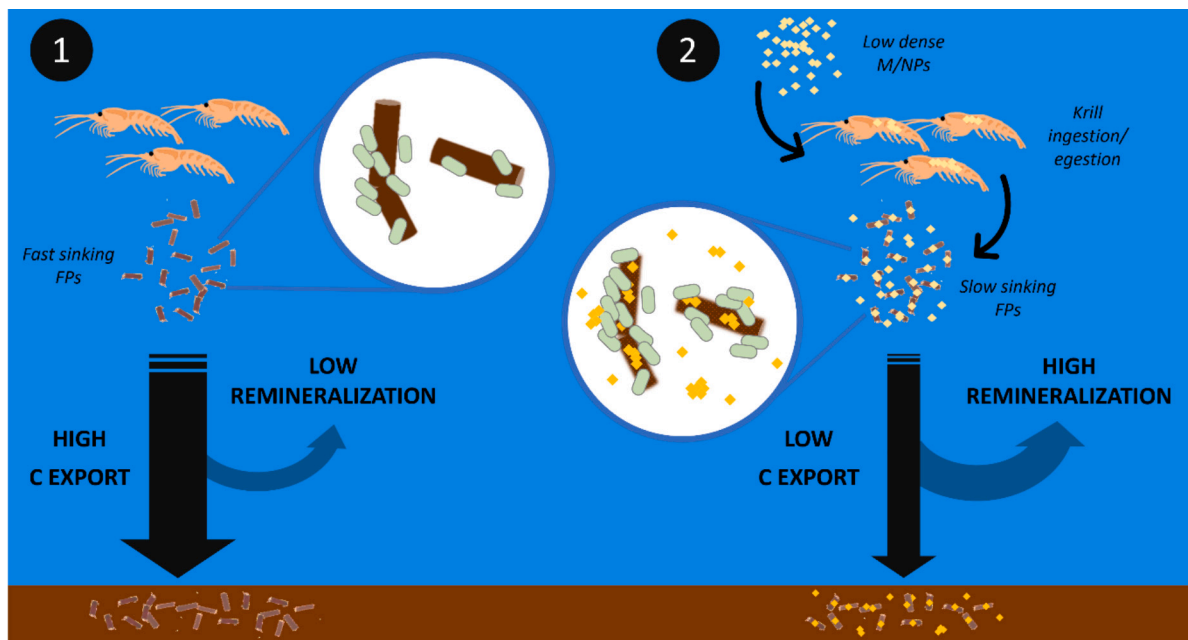 1
Fast sinking
FPs
LOW
REMINERALIZATION
HIGH
C EXPORT
2
Low dense
M/NPs
Krill
ingestion/
egestion
Slow sinking
FPs
HIGH
REMINERALIZATION
LOW
C EXPORT